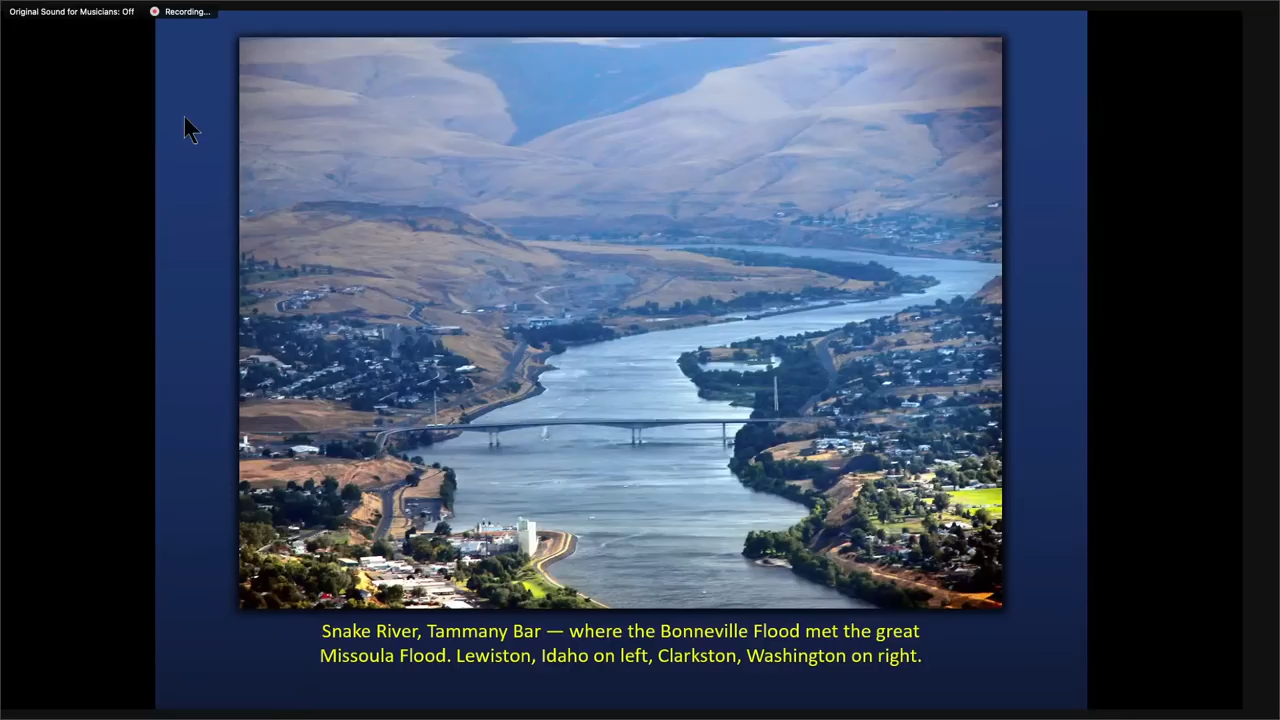 Original Sound for Musicians: Off Recording...
Snake River, Tammany Bar — where the Bonneville Flood met the great
Missoula Flood. Lewiston, Idaho on left, Clarkston, Washington on right.